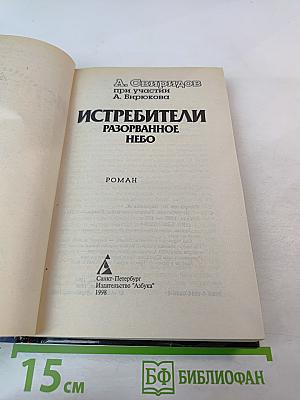 А. Свиридов
при участии
А. Бирюкова
ИСТРЕБИТЕЛИ
РАЗОРВАННОЕ
НЕБО
РОМАН
Санкт-Петербург
Издательство "Азбука"
1998
15 см
БФ БИБЛИОФАН